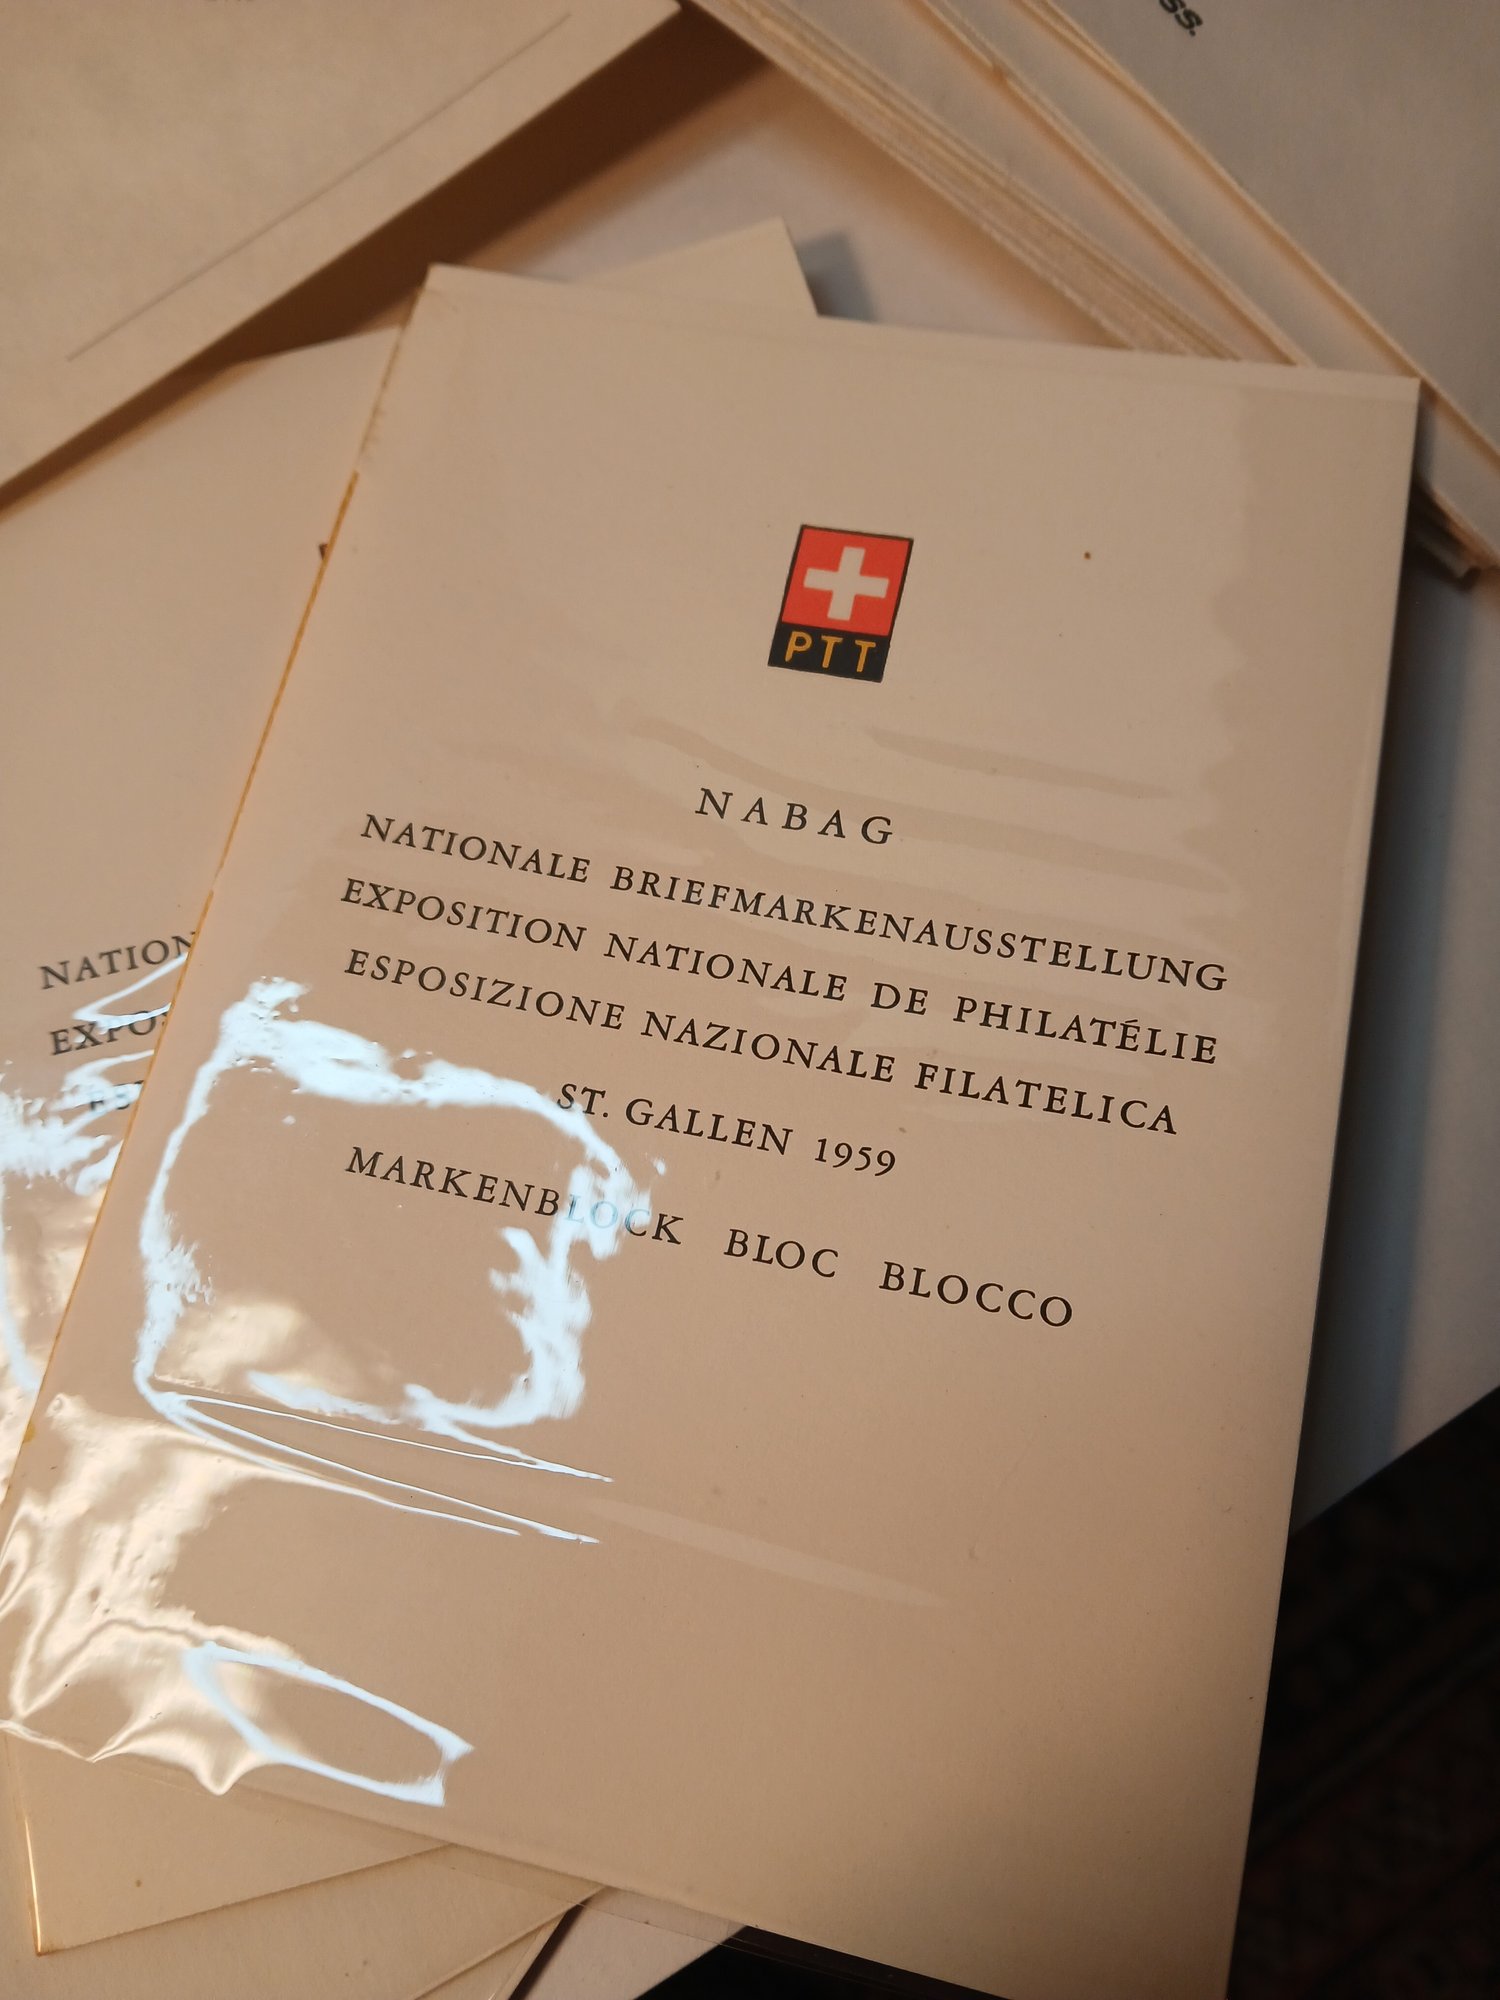 ss.
PTT
NABAG
NATIONALE BRIEFMARKENAUSSTELLUNG
EXPOSITION NATIONALE DE PHILATÉLIE
ESPOSIZIONE NAZIONALE FILATELICA
ST. GALLEN 1959
MARKENBLOCK BLOC BLOCCO
NATION
EXPO